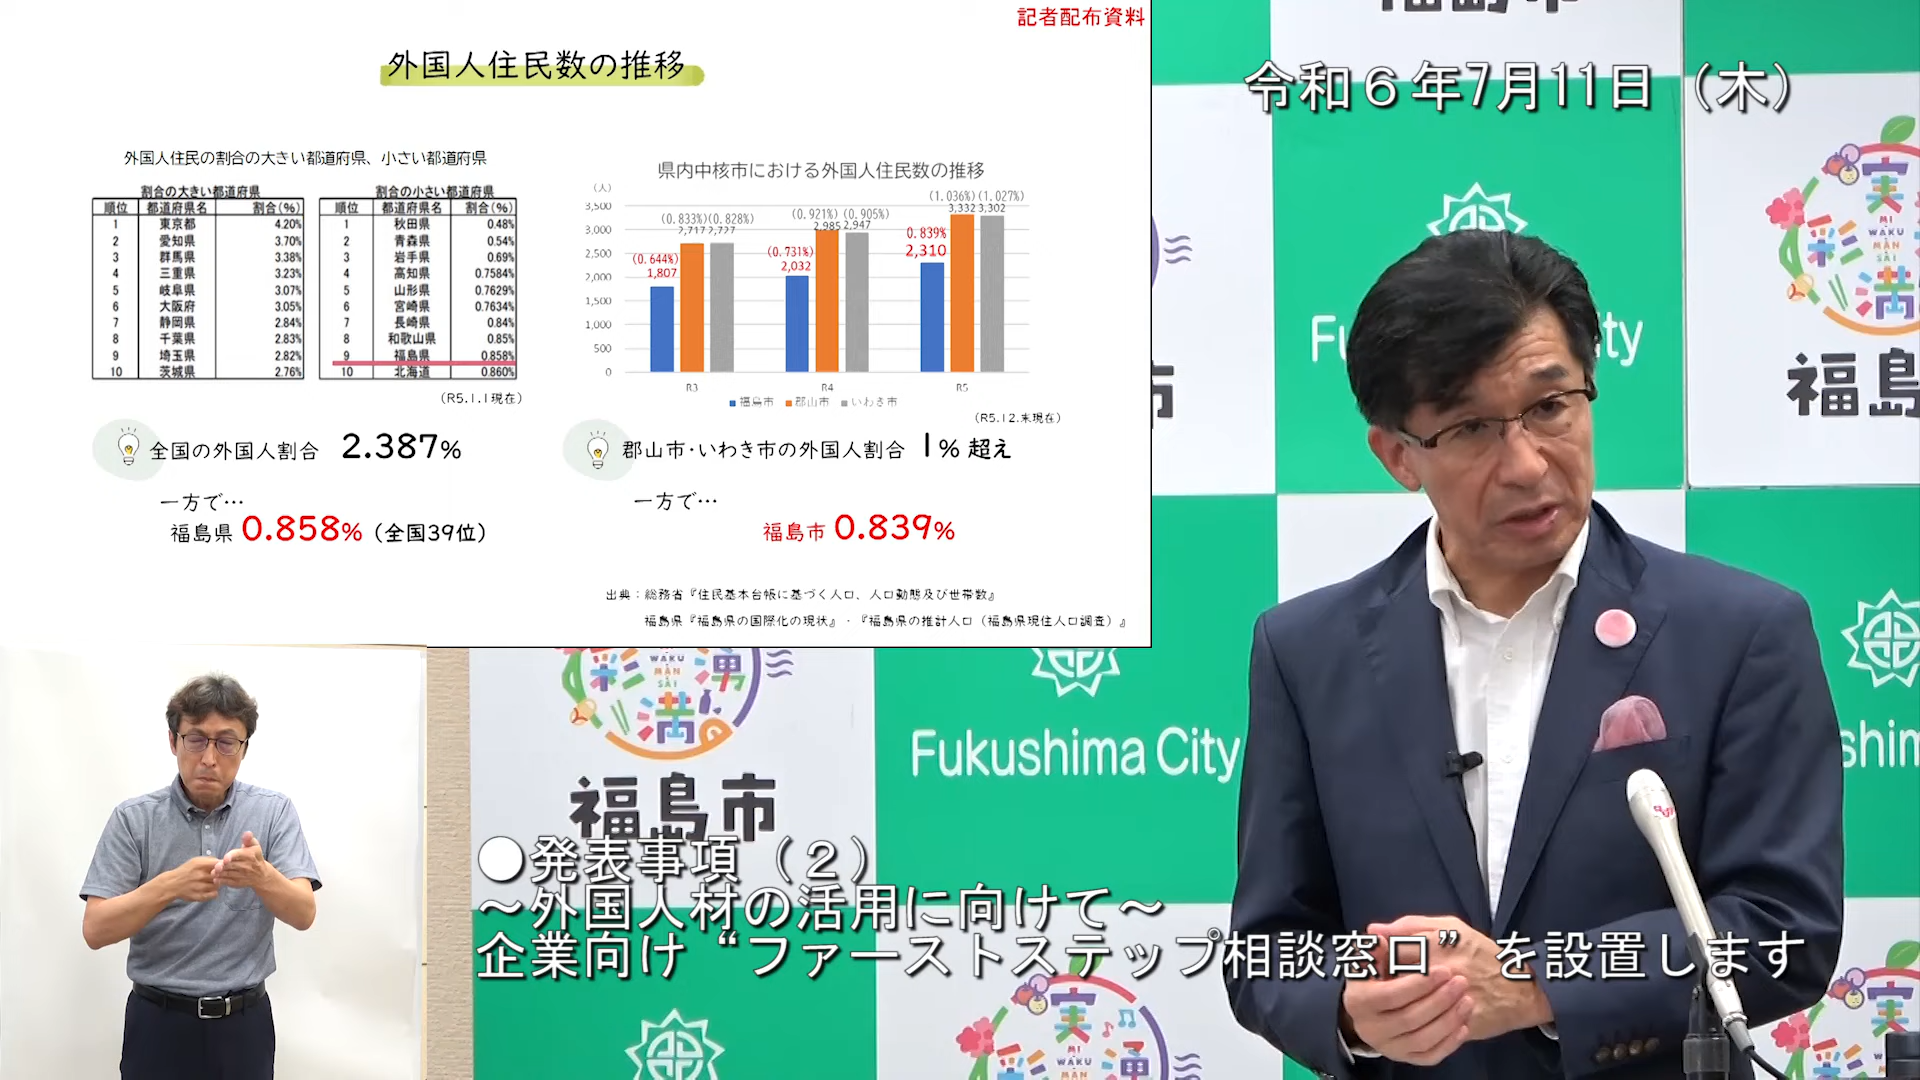 記者配布資料
外国人住民数の推移
外国人住民の割合の大きい都道府県、小さい都道府県
割合の大きい都道府県
順位 都道府県名 割合(%)
1 東京都 4.20%
2 愛知県 3.70%
3 群馬県 3.38%
4 三重県 3.23%
5 岐阜県 3.07%
6 大阪府 3.05%
7 静岡県 2.84%
8 千葉県 2.83%
9 埼玉県 2.82%
10 茨城県 2.76%
割合の小さい都道府県
順位 都道府県名 割合(%)
1 秋田県 0.48%
2 青森県 0.54%
3 岩手県 0.69%
4 高知県 0.7584%
5 山形県 0.7629%
6 宮崎県 0.7634%
7 長崎県 0.84%
8 和歌山県 0.85%
9 福島県 0.858%
10 北海道 0.860%
(R5.1.1現在)
県内中核市における外国人住民数の推移
(人)
3,500
3,000
2,500
2,000
1,500
1,000
500
0
(0.644%) (0.833%)(0.828%)
1,807 2,717 2,727
(0.731%) (0.921%) (0.905%)
2,032 2,985 2,947
0.839% (1.036%) (1.027%)
2,310 3,332 3,302
R3 R4 R5
福島市 郡山市 いわき市
(R5.12.末現在)
全国の外国人割合 2.387%
一方で…
福島県 0.858% (全国39位)
郡山市・いわき市の外国人割合 1% 超え
一方で…
福島市 0.839%
出典：総務省『住民基本台帳に基づく人口、人口動態及び世帯数』
福島県『福島県の国際化の現状』・『福島県の推計人口（福島県現住人口調査）』
令和６年7月11日（木）
福島市
Fukushima City
実
湧
満
彩
MI
WAKU
MAN
SAI
●発表事項（２）
～外国人材の活用に向けて～
企業向け“ファーストステップ相談窓口”を設置します